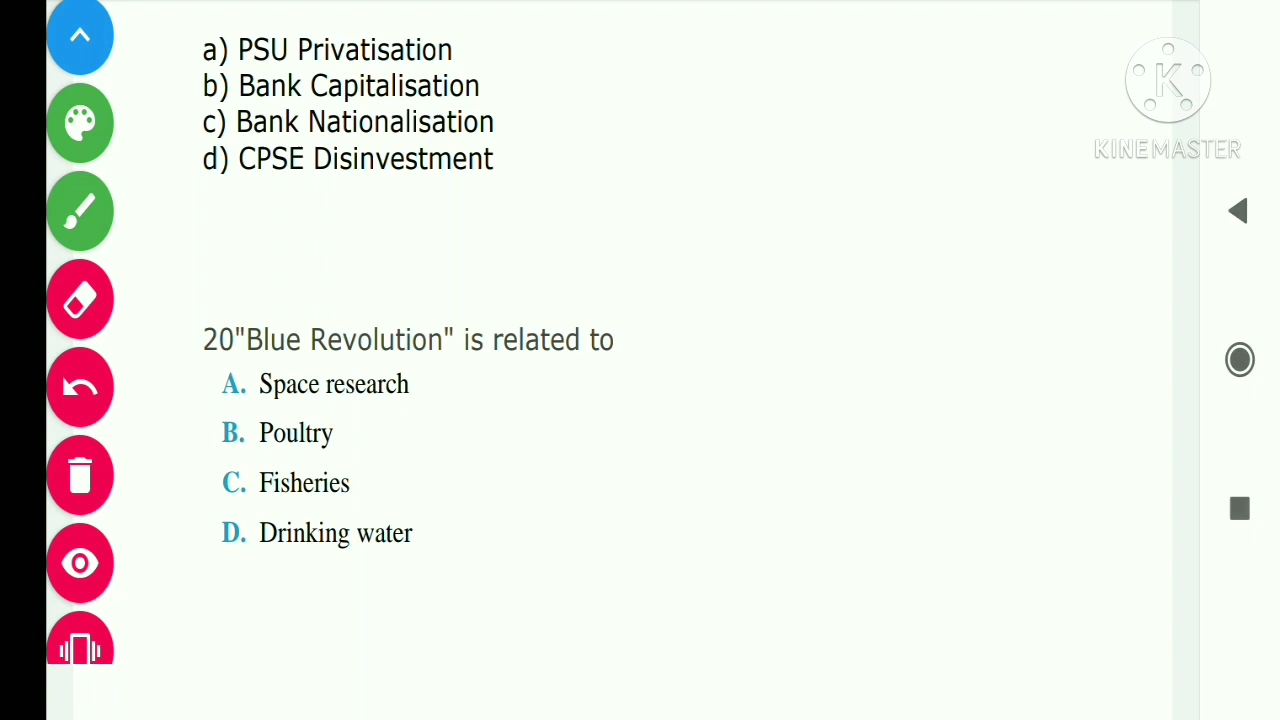 a) PSU Privatisation
b) Bank Capitalisation
c) Bank Nationalisation
d) CPSE Disinvestment
K
KINEMASTER
20"Blue Revolution" is related to
A. Space research
B. Poultry
C. Fisheries
D. Drinking water